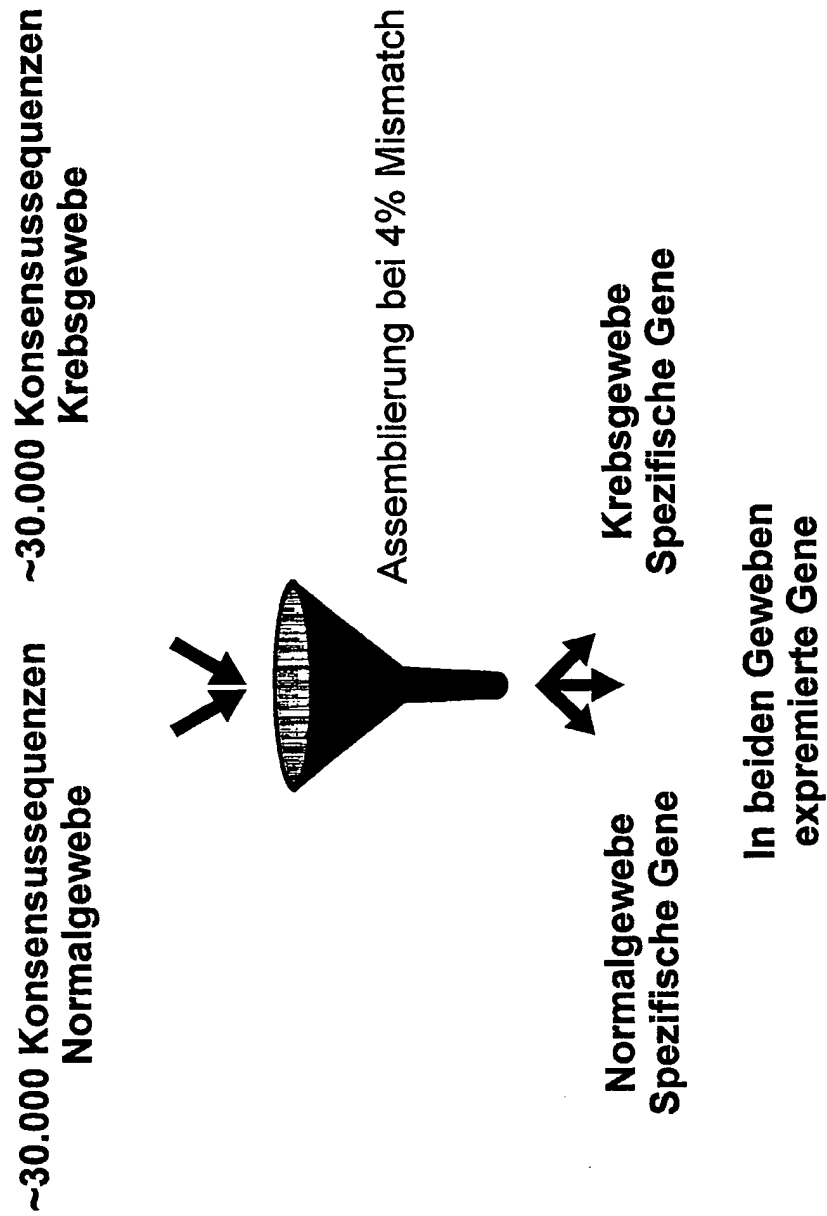 ~30.000 Konsensussequenzen
Normalgewebe
~30.000 Konsensussequenzen
Krebsgewebe
Assemblierung bei 4% Mismatch
Normalgewebe
Spezifische Gene
Krebsgewebe
Spezifische Gene
In beiden Geweben
expremierte Gene